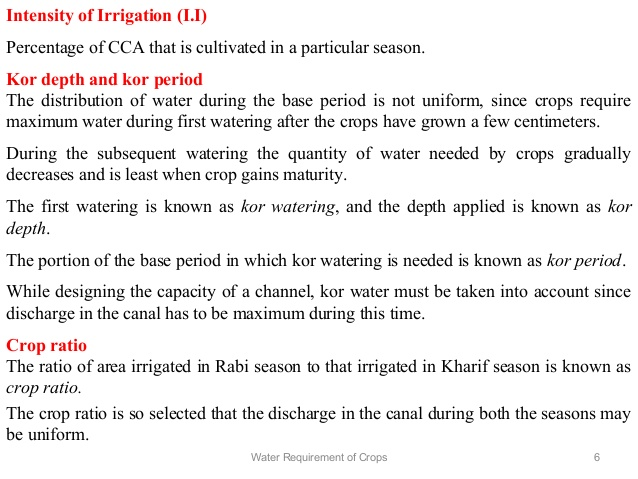 Intensity of Irrigation (I.I)
Percentage of CCA that is cultivated in a particular season.
Kor depth and kor period
The distribution of water during the base period is not uniform, since crops require
maximum water during first watering after the crops have grown a few centimeters.
During the subsequent watering the quantity of water needed by crops gradually
decreases and is least when crop gains maturity.
The first watering is known as kor watering, and the depth applied is known as kor
depth.
The portion of the base period in which kor watering is needed is known as kor period.
While designing the capacity of a channel, kor water must be taken into account since
discharge in the canal has to be maximum during this time.
Crop ratio
The ratio of area irrigated in Rabi season to that irrigated in Kharif season is known as
crop ratio.
The crop ratio is so selected that the discharge in the canal during both the seasons may
be uniform.
Water Requirement of Crops
6